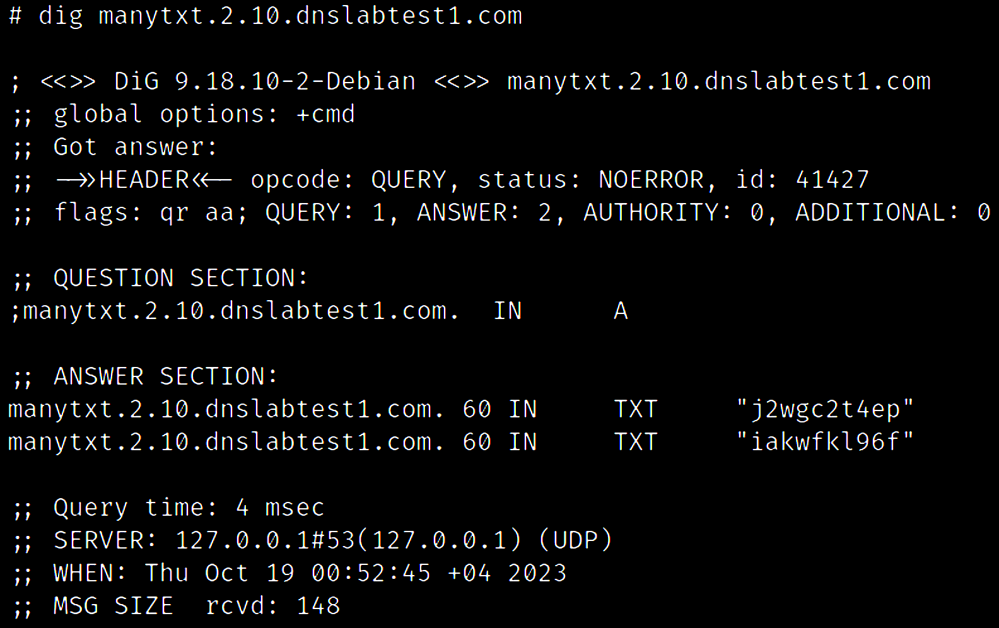 # dig manytxt.2.10.dnslabtest1.com
; <<>> DiG 9.18.10-2-Debian <<>> manytxt.2.10.dnslabtest1.com
;; global options: +cmd
;; Got answer:
;; ->>HEADER<<- opcode: QUERY, status: NOERROR, id: 41427
;; flags: qr aa; QUERY: 1, ANSWER: 2, AUTHORITY: 0, ADDITIONAL: 0
;; QUESTION SECTION:
;manytxt.2.10.dnslabtest1.com. IN A
;; ANSWER SECTION:
manytxt.2.10.dnslabtest1.com. 60 IN TXT "j2wgc2t4ep"
manytxt.2.10.dnslabtest1.com. 60 IN TXT "iakwfkl96f"
;; Query time: 4 msec
;; SERVER: 127.0.0.1#53(127.0.0.1) (UDP)
;; WHEN: Thu Oct 19 00:52:45 +04 2023
;; MSG SIZE rcvd: 148